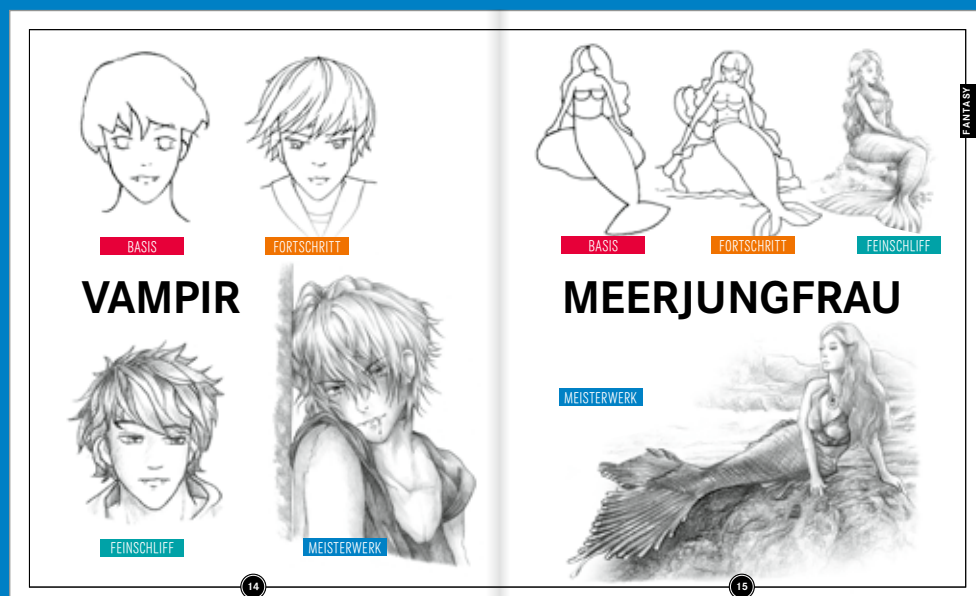 BASIS
FORTSCHRITT
VAMPIR
FEINSCHLIFF
MEISTERWERK
14
BASIS
FORTSCHRITT
FEINSCHLIFF
MEERJUNGFRAU
MEISTERWERK
15
FANTASY